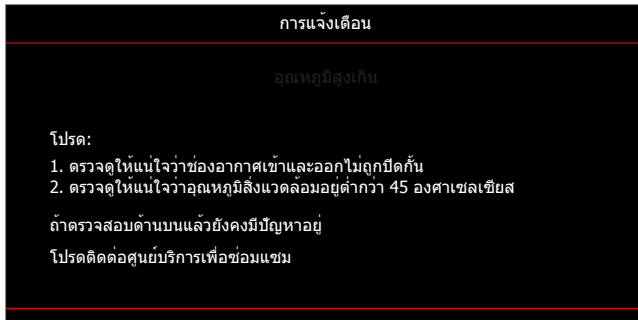 การแจ้งเตือน
อุณหภูมิสูงเกิน
โปรด:
1. ตรวจดูให้แน่ใจว่าช่องอากาศเข้าและออกไม่ถูกปิดกั้น
2. ตรวจดูให้แน่ใจว่าอุณหภูมิสิ่งแวดล้อมอยู่ต่ำกว่า 45 องศาเซลเซียส
ถ้าตรวจสอบด้านบนแล้วยังคงมีปัญหาอยู่
โปรดติดต่อศูนย์บริการเพื่อซ่อมแซม